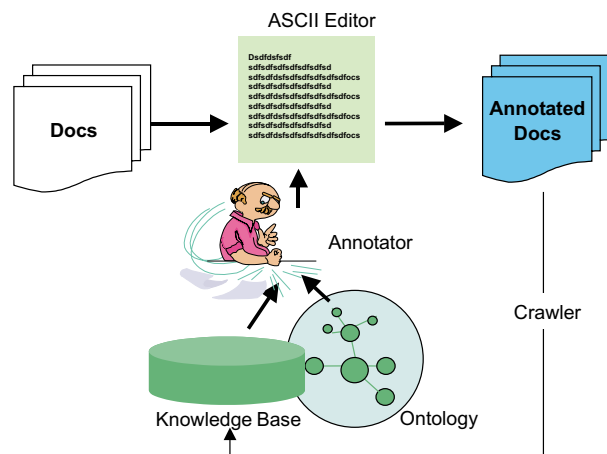 ASCII Editor
Dsdfdsfsdf
sdfsdfsdfsdfsdfsdfsd
sdfsdfdsfsdfsdfsdfsdfsdfocs
sdfsdfsdfsdfsdfsdfsd
sdfsdfdsfsdfsdfsdfsdfsdfocs
sdfsdfsdfsdfsdfsdfsd
sdfsdfdsfsdfsdfsdfsdfsdfocs
sdfsdfsdfsdfsdfsdfsd
sdfsdfdsfsdfsdfsdfsdfsdfocs
Docs
Annotated
Docs
Annotator
Crawler
Knowledge Base
Ontology